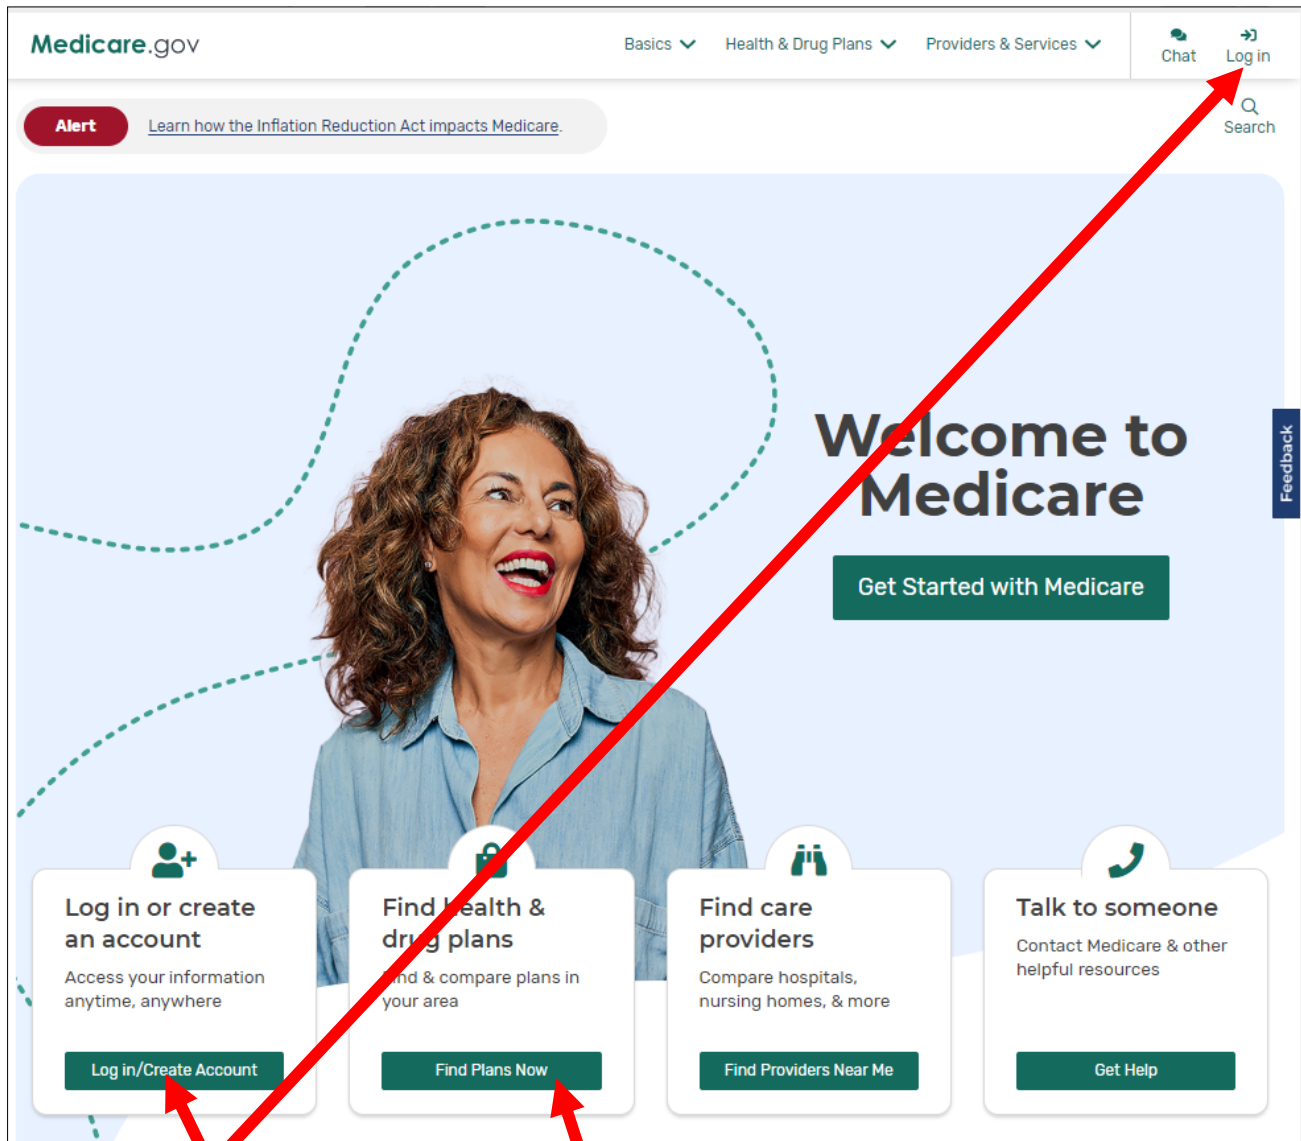 Medicare.gov
Basics
Health & Drug Plans
Providers & Services
Chat
Log in
Alert
Learn how the Inflation Reduction Act impacts Medicare.
Search
Welcome to
Medicare
Feedback
Get Started with Medicare
Log in or create
an account
Access your information
anytime, anywhere
Log in/Create Account
Find health &
drug plans
Find & compare plans in
your area
Find Plans Now
Find care
providers
Compare hospitals,
nursing homes, & more
Find Providers Near Me
Talk to someone
Contact Medicare & other
helpful resources
Get Help